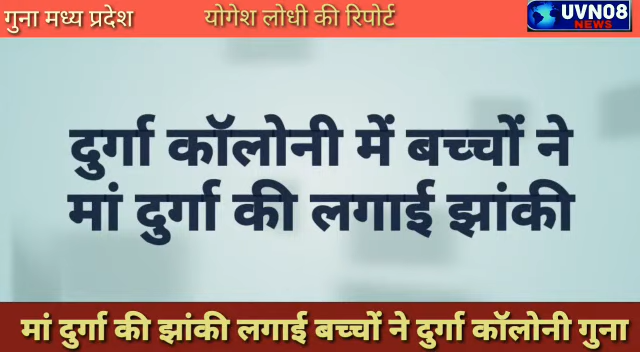 गुना मध्य प्रदेश
योगेश लोधी की रिपोर्ट
UVN08
NEWS
दुर्गा कॉलोनी में बच्चों ने
मां दुर्गा की लगाई झांकी
मां दुर्गा की झांकी लगाई बच्चों ने दुर्गा कॉलोनी गुना